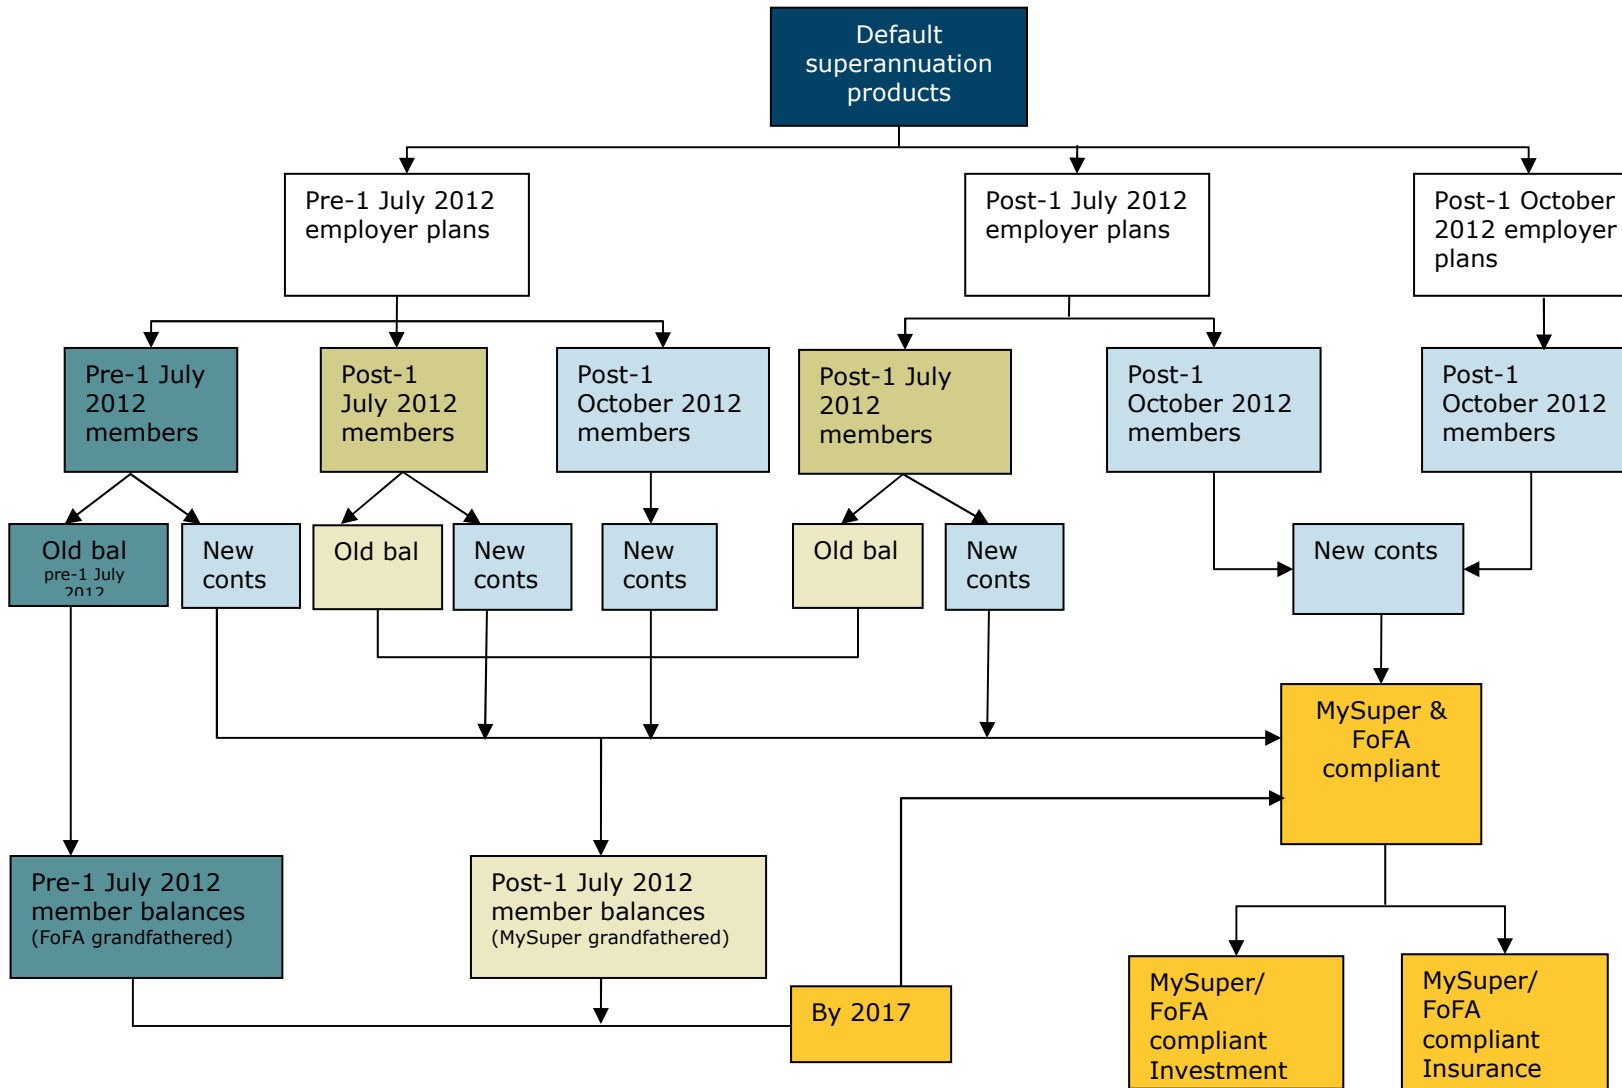 Default
superannuation
products
Pre-1 July 2012
employer plans
Post-1 July 2012
employer plans
Post-1 October
2012 employer
plans
Pre-1 July
2012
members
Post-1
July 2012
members
Post-1
October 2012
members
Post-1 July
2012
members
Post-1
October 2012
members
Post-1
October 2012
members
Old bal
pre-1 July
2012
New
conts
Old bal
New
conts
New
conts
Old bal
New
conts
New conts
MySuper &
FoFA
compliant
Pre-1 July 2012
member balances
(FoFA grandfathered)
Post-1 July 2012
member balances
(MySuper grandfathered)
By 2017
MySuper/
FoFA
compliant
Investment
MySuper/
FoFA
compliant
Insurance